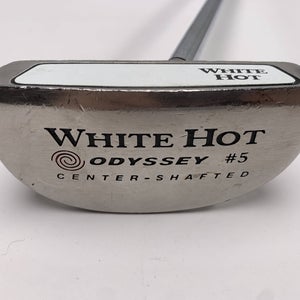 WHITE
HOT
WHITE HOT
ODYSSEY #5
CENTER-SHAFTED